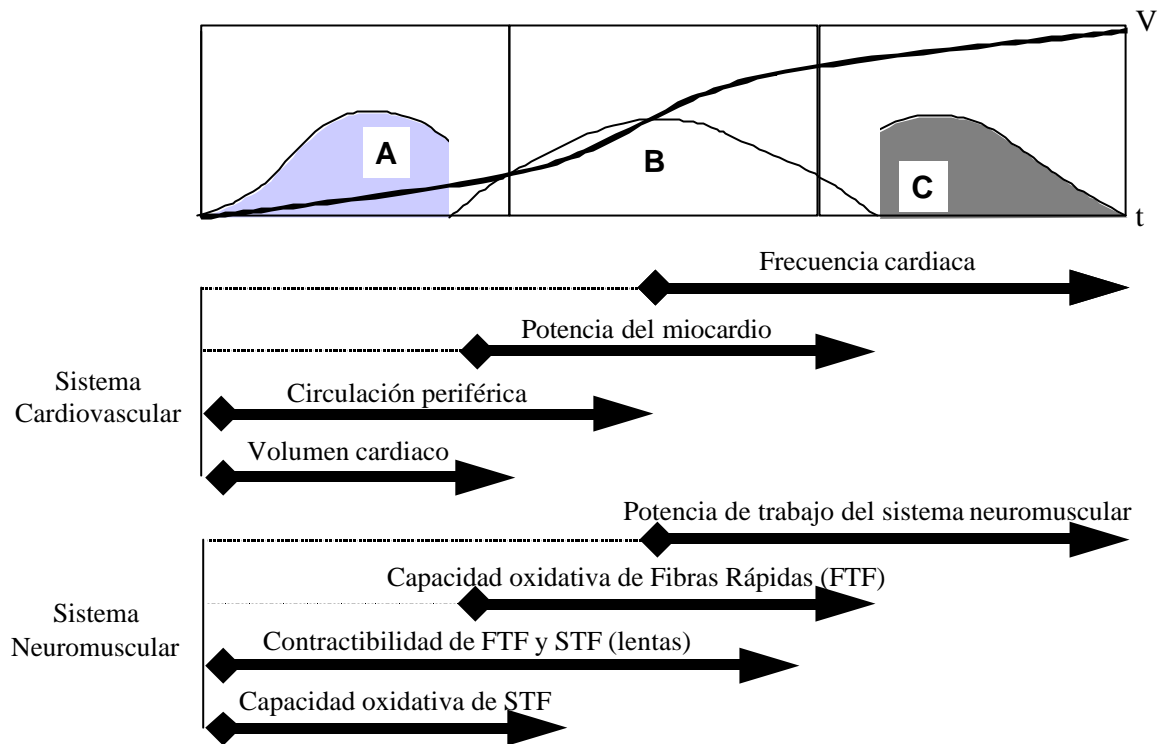 V
A
B
C
t
Frecuencia cardiaca
Potencia del miocardio
Sistema
Cardiovascular
Circulación periférica
Volumen cardiaco
Potencia de trabajo del sistema neuromuscular
Capacidad oxidativa de Fibras Rápidas (FTF)
Sistema
Neuromuscular
Contractibilidad de FTF y STF (lentas)
Capacidad oxidativa de STF